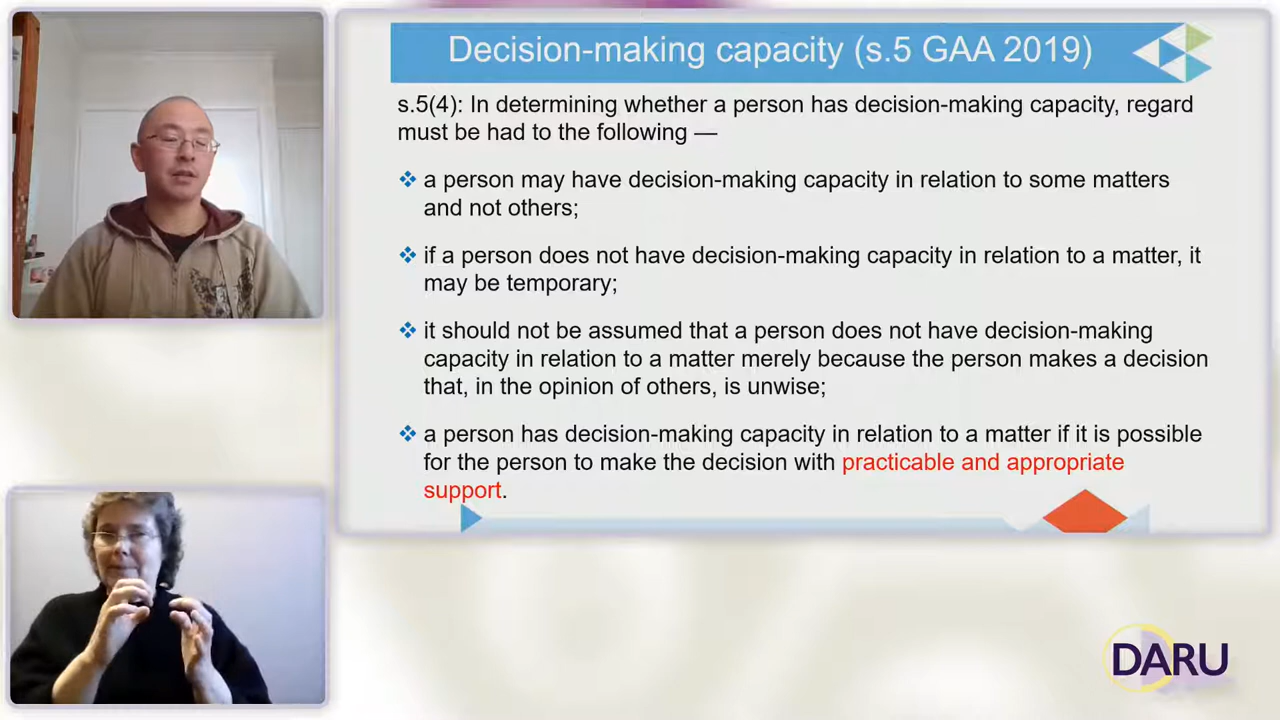 Decision-making capacity (s.5 GAA 2019)
s.5(4): In determining whether a person has decision-making capacity, regard
must be had to the following —
a person may have decision-making capacity in relation to some matters
and not others;
if a person does not have decision-making capacity in relation to a matter, it
may be temporary;
it should not be assumed that a person does not have decision-making
capacity in relation to a matter merely because the person makes a decision
that, in the opinion of others, is unwise;
a person has decision-making capacity in relation to a matter if it is possible
for the person to make the decision with practicable and appropriate
support.
DARU